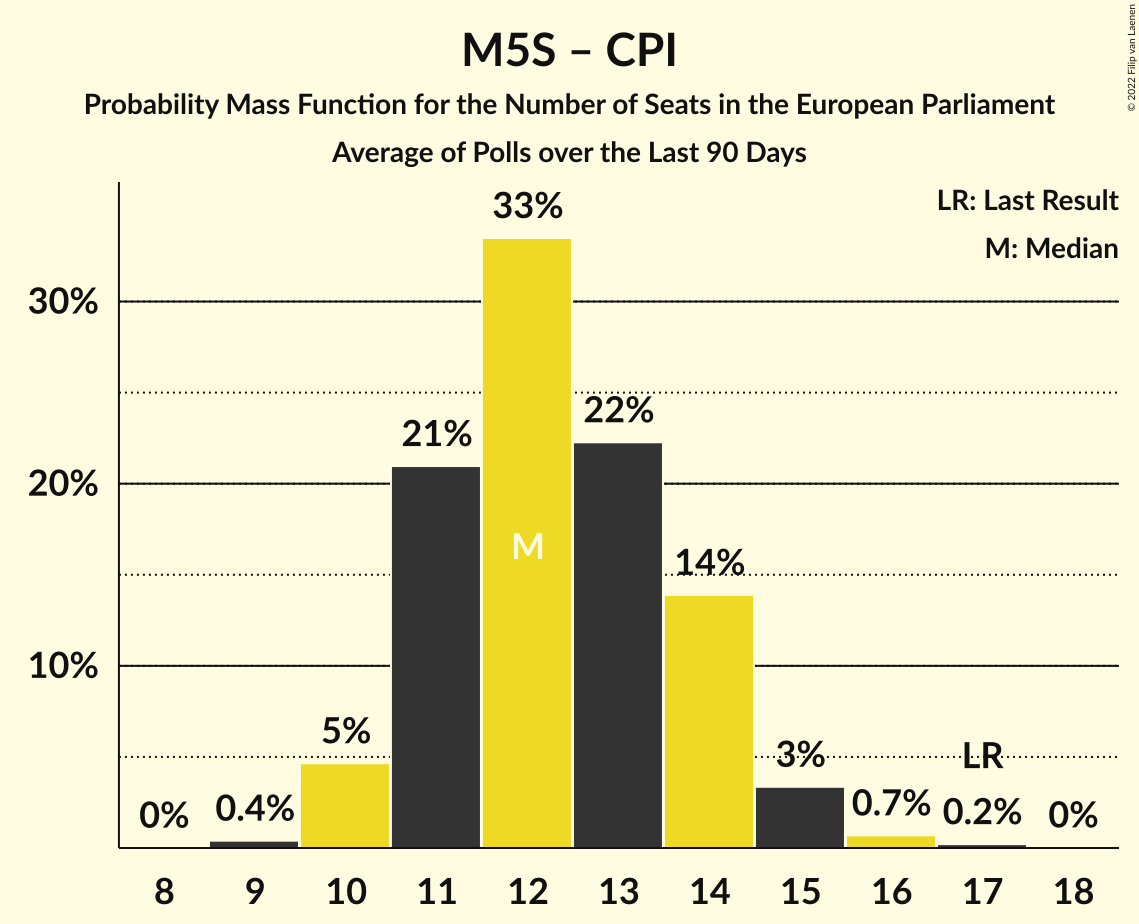 M5S – CPI
Probability Mass Function for the Number of Seats in the European Parliament
Average of Polls over the Last 90 Days
© 2022 Filip van Laenen
LR: Last Result
M: Median
33%
30%
22%
21%
20%
M
14%
10%
5%
3%
LR
0%
0.4%
0.7%
0.2%
0%
8 9 10 11 12 13 14 15 16 17 18